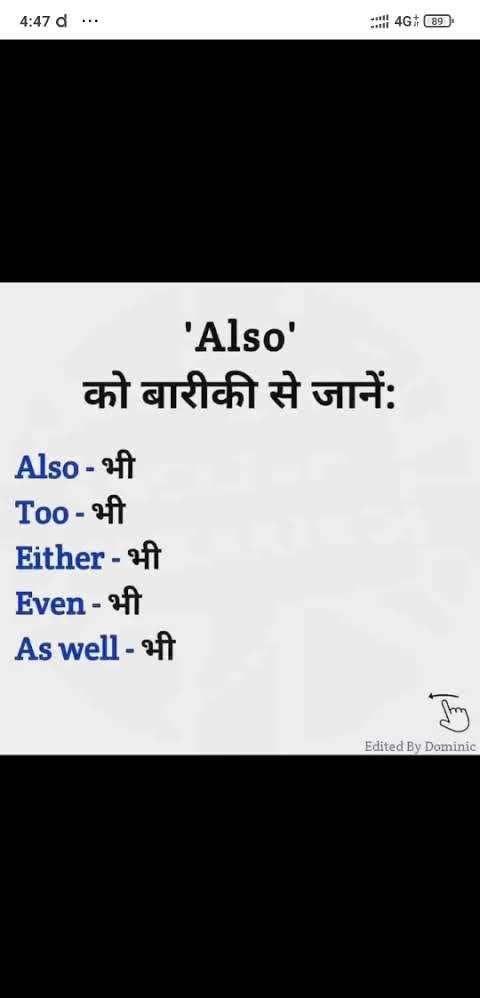 4:47 d ...
4G 89
'Also'
को बारीकी से जानें:
Also - भी
Too - भी
Either - भी
Even - भी
As well - भी
Edited By Dominic